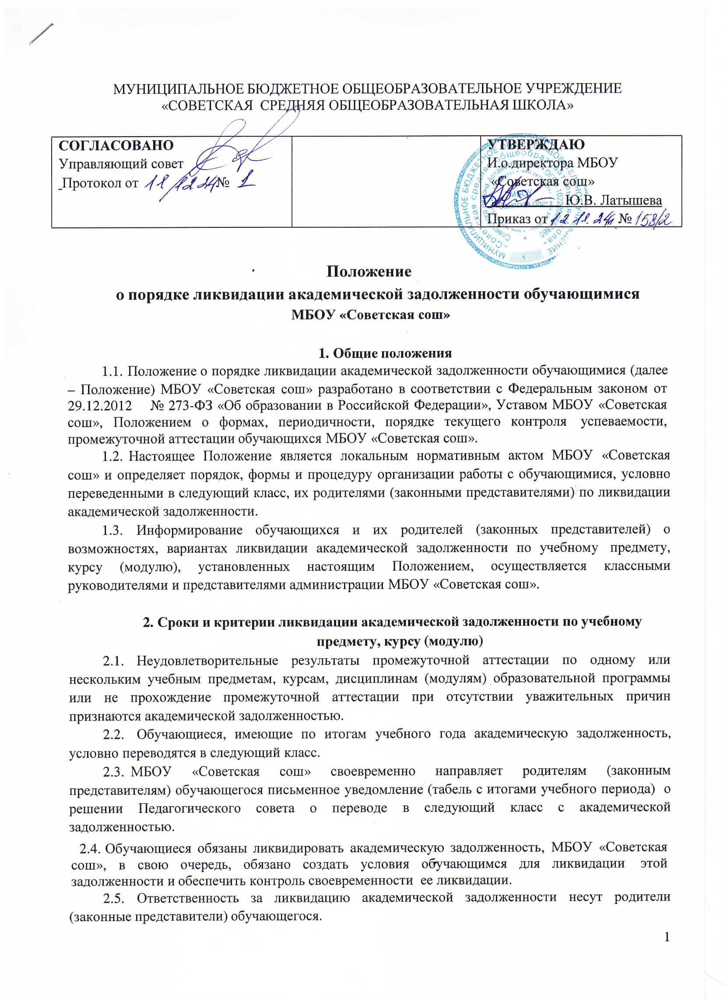 МУНИЦИПАЛЬНОЕ БЮДЖЕТНОЕ ОБЩЕОБРАЗОВАТЕЛЬНОЕ УЧРЕЖДЕНИЕ
«СОВЕТСКАЯ СРЕДНЯЯ ОБЩЕОБРАЗОВАТЕЛЬНАЯ ШКОЛА»
СОГЛАСОВАНО
Управляющий совет
Протокол от № 1
УТВЕРЖДАЮ
И.о.директора МБОУ
«Советская сош»
Ю.В. Латышева
Приказ от № 158/2
Положение
о порядке ликвидации академической задолженности обучающимися
МБОУ «Советская сош»
1. Общие положения
1.1. Положение о порядке ликвидации академической задолженности обучающимися (далее
– Положение) МБОУ «Советская сош» разработано в соответствии с Федеральным законом от
29.12.2012 № 273-ФЗ «Об образовании в Российской Федерации», Уставом МБОУ «Советская
сош», Положением о формах, периодичности, порядке текущего контроля успеваемости,
промежуточной аттестации обучающихся МБОУ «Советская сош».
1.2. Настоящее Положение является локальным нормативным актом МБОУ «Советская
сош» и определяет порядок, формы и процедуру организации работы с обучающимися, условно
переведенными в следующий класс, их родителями (законными представителями) по ликвидации
академической задолженности.
1.3. Информирование обучающихся и их родителей (законных представителей) о
возможностях, вариантах ликвидации академической задолженности по учебному предмету,
курсу (модулю), установленных настоящим Положением, осуществляется классными
руководителями и представителями администрации МБОУ «Советская сош».
2. Сроки и критерии ликвидации академической задолженности по учебному
предмету, курсу (модулю)
2.1. Неудовлетворительные результаты промежуточной аттестации по одному или
нескольким учебным предметам, курсам, дисциплинам (модулям) образовательной программы
или не прохождение промежуточной аттестации при отсутствии уважительных причин
признаются академической задолженностью.
2.2. Обучающиеся, имеющие по итогам учебного года академическую задолженность,
условно переводятся в следующий класс.
2.3. МБОУ «Советская сош» своевременно направляет родителям (законным
представителям) обучающегося письменное уведомление (табель с итогами учебного периода) о
решении Педагогического совета о переводе в следующий класс с академической
задолженностью.
2.4. Обучающиеся обязаны ликвидировать академическую задолженность, МБОУ «Советская
сош», в свою очередь, обязано создать условия обучающимся для ликвидации этой
задолженности и обеспечить контроль своевременности ее ликвидации.
2.5. Ответственность за ликвидацию академической задолженности несут родители
(законные представители) обучающегося.
1